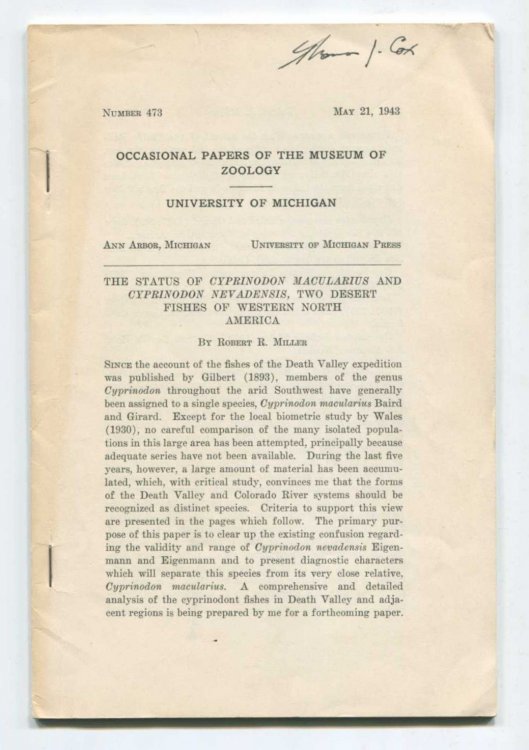 J. Cox
NUMBER 473 MAY 21, 1943
OCCASIONAL PAPERS OF THE MUSEUM OF
ZOOLOGY
UNIVERSITY OF MICHIGAN
ANN ARBOR, MICHIGAN UNIVERSITY OF MICHIGAN PRESS
THE STATUS OF CYPRINODON MACULARIUS AND
CYPRINODON NEVADENSIS, TWO DESERT
FISHES OF WESTERN NORTH
AMERICA
BY ROBERT R. MILLER
SINCE the account of the fishes of the Death Valley expedition
was published by Gilbert (1893), members of the genus
Cyprinodon throughout the arid Southwest have generally
been assigned to a single species, Cyprinodon macularius Baird
and Girard. Except for the local biometric study by Wales
(1930), no careful comparison of the many isolated popula-
tions in this large area has been attempted, principally because
adequate series have not been available. During the last five
years, however, a large amount of material has been accumu-
lated, which, with critical study, convinces me that the forms
of the Death Valley and Colorado River systems should be
recognized as distinct species. Criteria to support this view
are presented in the pages which follow. The primary pur-
pose of this paper is to clear up the existing confusion regard-
ing the validity and range of Cyprinodon nevadensis Eigen-
mann and Eigenmann and to present diagnostic characters
which will separate this species from its very close relative,
Cyprinodon macularius. A comprehensive and detailed
analysis of the cyprinodont fishes in Death Valley and adja-
cent regions is being prepared by me for a forthcoming paper.